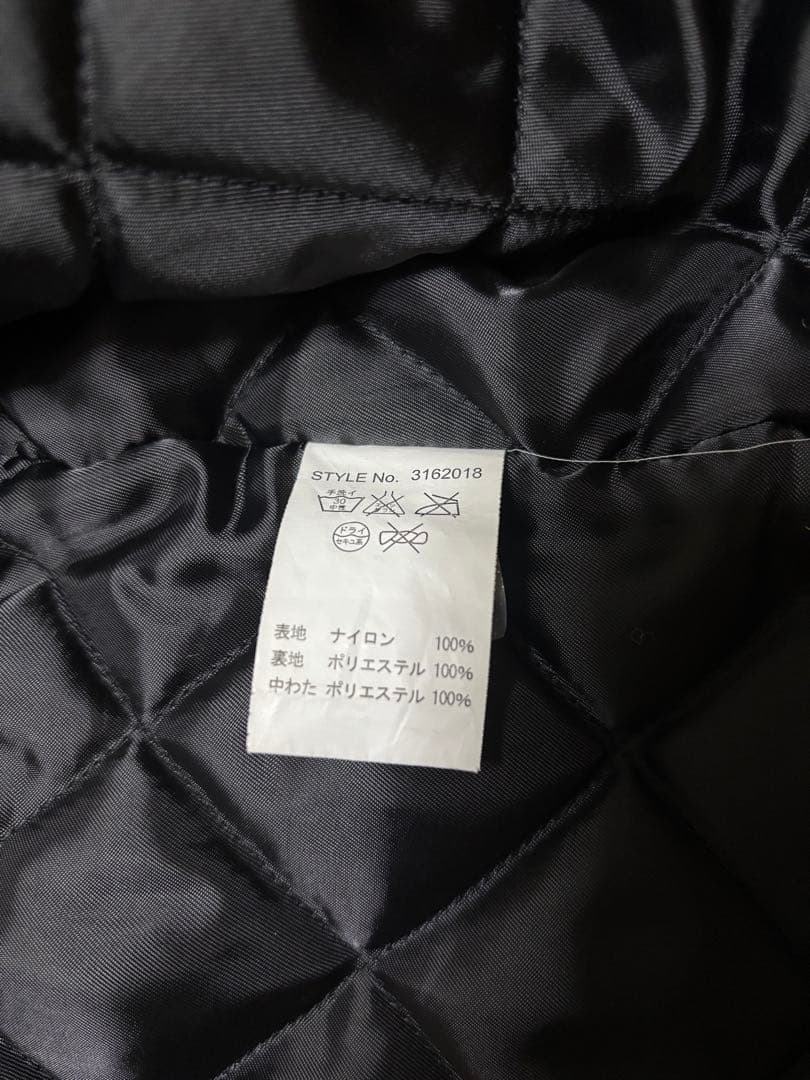 STYLE No. 3162018
手洗イ
30
中性
ドライ
セキユ系
表地 ナイロン 100%
裏地 ポリエステル 100%
中わた ポリエステル 100%